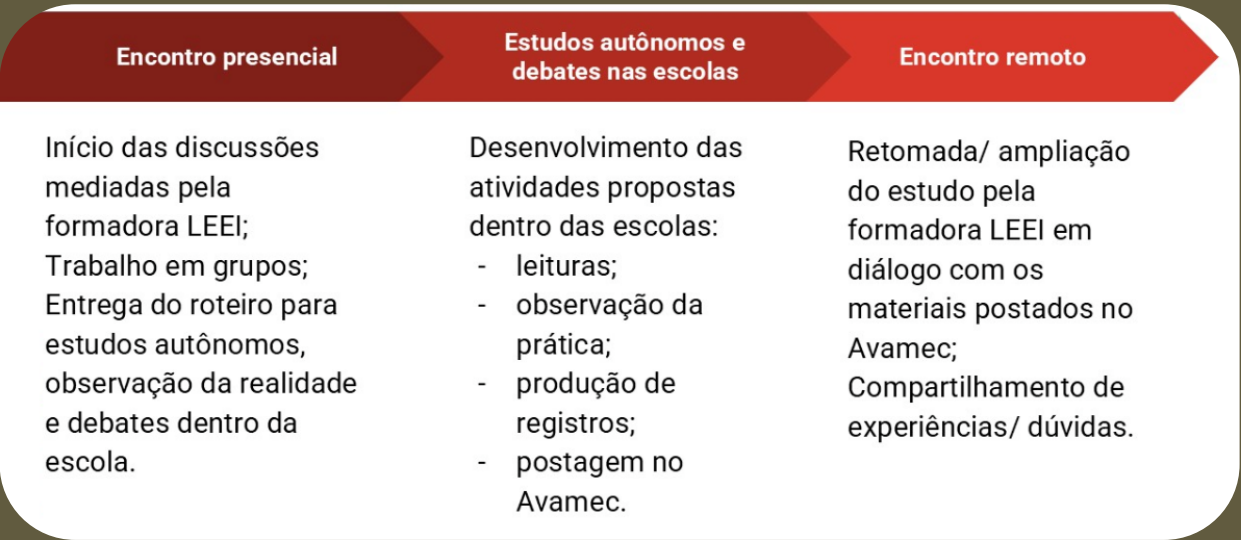 Encontro presencial
Estudos autônomos e
debates nas escolas
Encontro remoto
Início das discussões
mediadas pela
formadora LEEI;
Trabalho em grupos;
Entrega do roteiro para
estudos autônomos,
observação da realidade
e debates dentro da
escola.
Desenvolvimento das
atividades propostas
dentro das escolas:
- leituras;
- observação da
prática;
- produção de
registros;
- postagem no
Avamec.
Retomada/ ampliação
do estudo pela
formadora LEEI em
diálogo com os
materiais postados no
Avamec;
Compartilhamento de
experiências/ dúvidas.